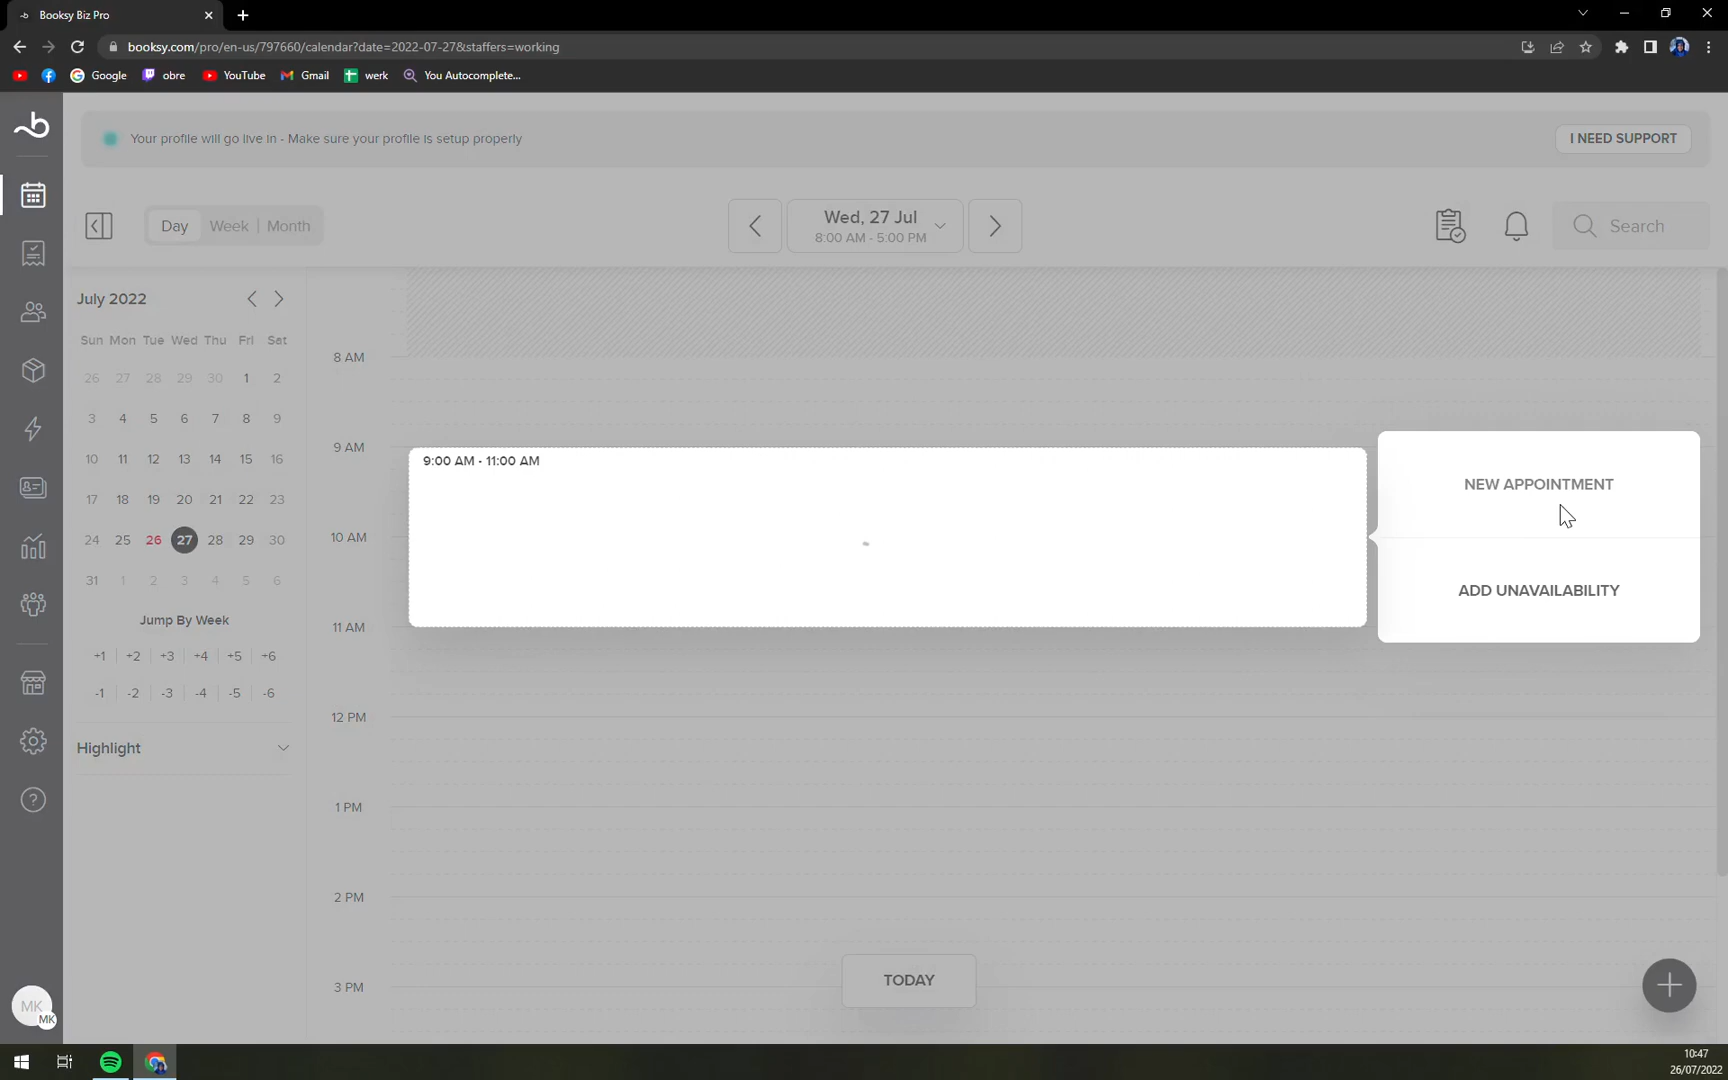 Booksy Biz Pro
booksy.com/pro/en-us/797660/calendar?date=2022-07-27&staffers=working
Google obre YouTube Gmail werk You Autocomplete...
Your profile will go live in - Make sure your profile is setup properly
I NEED SUPPORT
Day Week | Month
Wed, 27 Jul
8:00 AM - 5:00 PM
Search
July 2022
Sun Mon Tue Wed Thu Fri Sat
26 27 28 29 30 1 2
3 4 5 6 7 8 9
10 11 12 13 14 15 16
17 18 19 20 21 22 23
24 25 26 27 28 29 30
31 1 2 3 4 5 6
Jump By Week
+1 +2 +3 +4 +5 +6
-1 -2 -3 -4 -5 -6
Highlight
8 AM
9 AM
9:00 AM - 11:00 AM
10 AM
11 AM
12 PM
1 PM
2 PM
3 PM
NEW APPOINTMENT
ADD UNAVAILABILITY
TODAY
MK
MK
10:47
26/07/2022